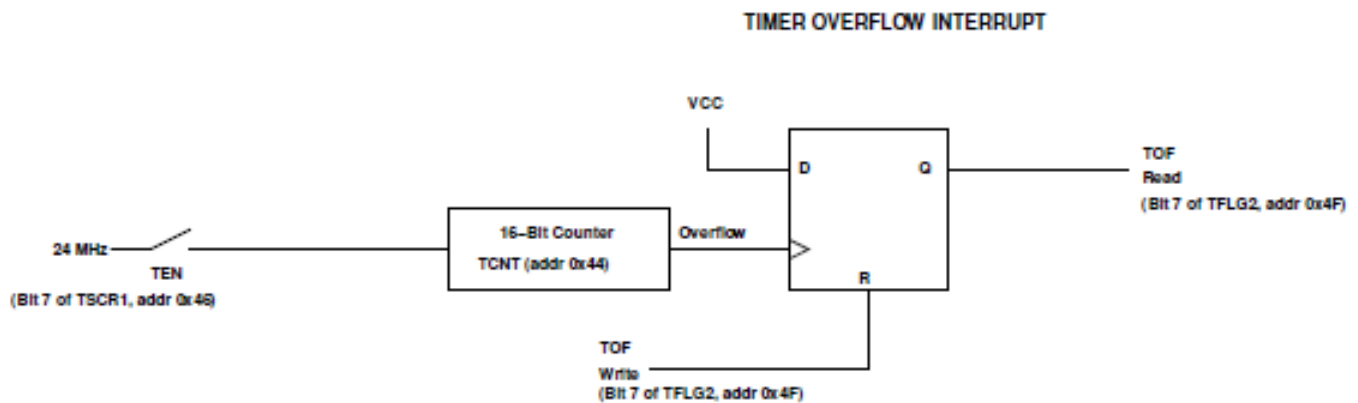 TIMER OVERFLOW INTERRUPT
VCC
D
Q
TOF
Read
(Bit 7 of TFLG2, addr 0x4F)
24 MHz
TEN
(Bit 7 of TSCR1, addr 0x46)
16-Bit Counter
TCNT (addr 0x44)
Overflow
R
TOF
Write
(Bit 7 of TFLG2, addr 0x4F)